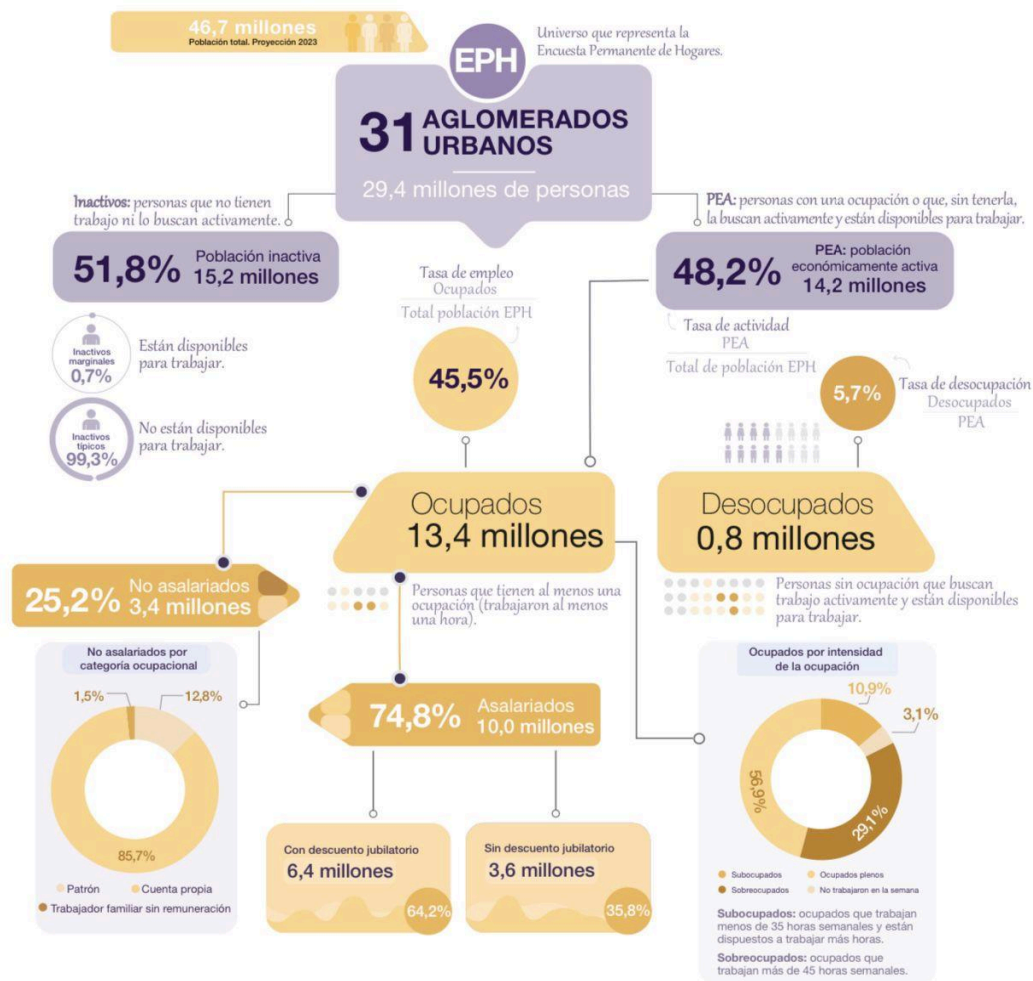 46,7 millones
Población total. Proyección 2023
EPH
Universo que representa la
Encuesta Permanente de Hogares.
31 AGLOMERADOS
URBANOS
29,4 millones de personas
Inactivos: personas que no tienen
trabajo ni lo buscan activamente.
51,8% Población inactiva
15,2 millones
PEA: personas con una ocupación o que, sin tenerla,
la buscan activamente y están disponibles para trabajar.
48,2% PEA: población
económicamente activa
14,2 millones
Inactivos
marginales
0,7%
Están disponibles
para trabajar.
Inactivos
típicos
99,3%
No están disponibles
para trabajar.
Tasa de empleo
Ocupados
Total población EPH
45,5%
Tasa de actividad
PEA
Total de población EPH
5,7%
Tasa de desocupación
Desocupados
PEA
Ocupados
13,4 millones
Desocupados
0,8 millones
Personas que tienen al menos una
ocupación (trabajaron al menos
una hora).
Personas sin ocupación que buscan
trabajo activamente y están disponibles
para trabajar.
25,2% No asalariados
3,4 millones
No asalariados por
categoría ocupacional
1,5%
12,8%
85,7%
Patrón
Cuenta propia
Trabajador familiar sin remuneración
74,8% Asalariados
10,0 millones
Con descuento jubilatorio
6,4 millones
64,2%
Sin descuento jubilatorio
3,6 millones
35,8%
Ocupados por intensidad
de la ocupación
10,9%
3,1%
56,9%
29,1%
Subocupados
Ocupados plenos
Sobreocupados
No trabajaron en la semana
Subocupados: ocupados que trabajan
menos de 35 horas semanales y están
dispuestos a trabajar más horas.
Sobreocupados: ocupados que
trabajan más de 45 horas semanales.